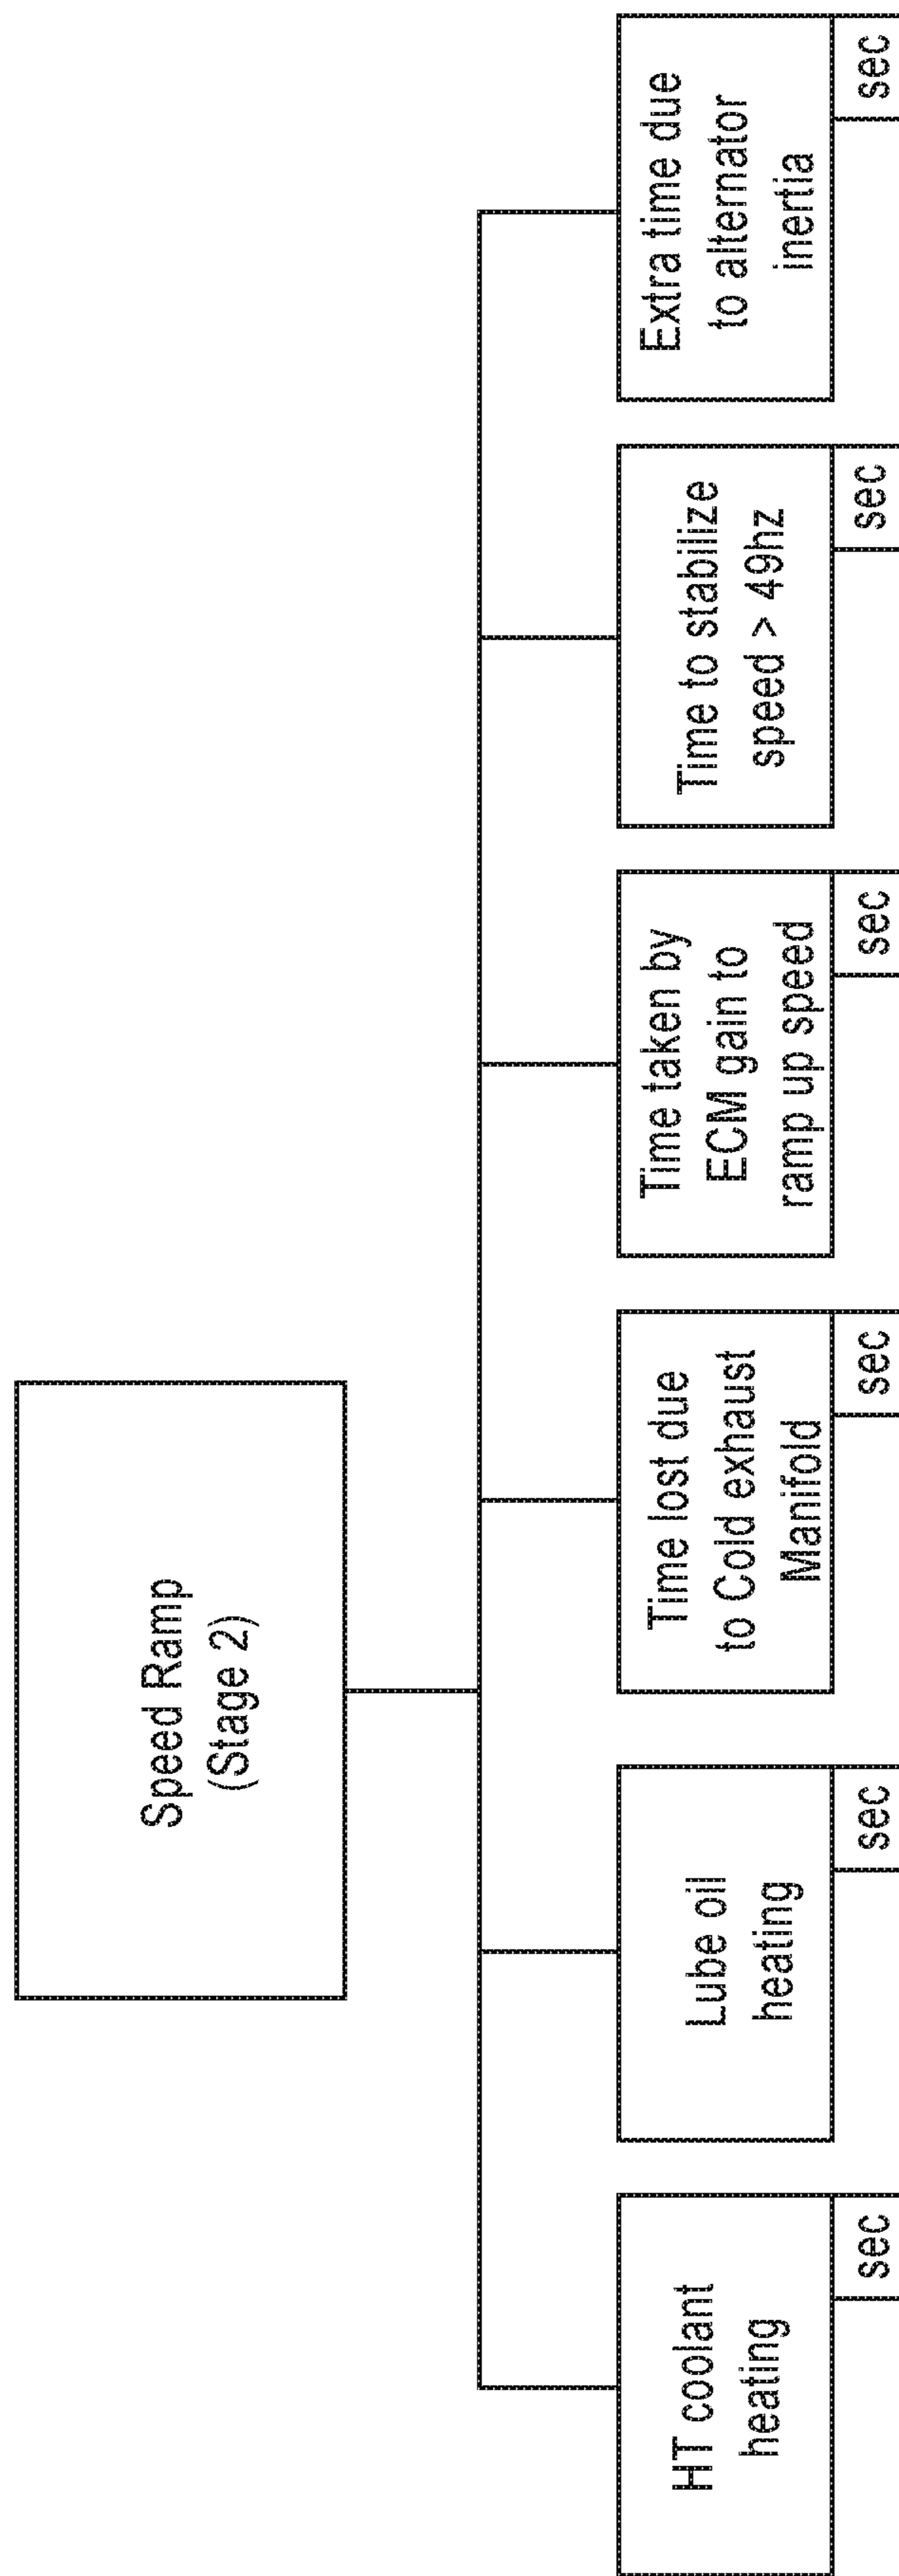 Speed Ramp
(Stage 2)
HT coolant
heating
sec
Lube oil
heating
sec
Time lost due
to Cold exhaust
Manifold
sec
Time taken by
ECM gain to
ramp up speed
sec
Time to stabilize
speed > 49hz
sec
Extra time due
to alternator
inertia
sec